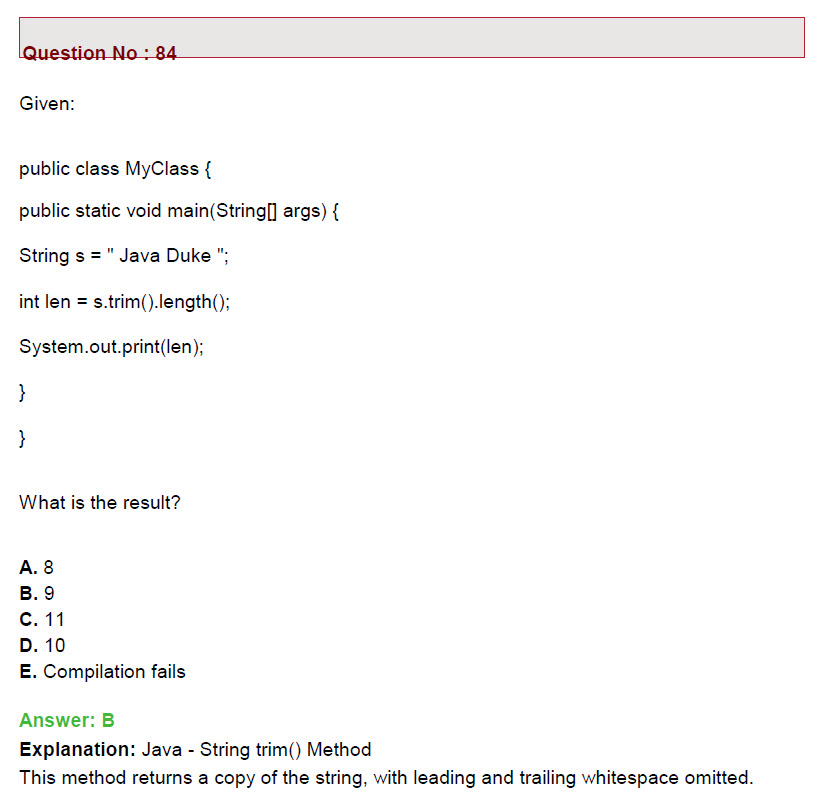 Question No : 84
Given:
public class MyClass {
public static void main(String[] args) {
String s = " Java Duke ";
int len = s.trim().length();
System.out.print(len);
}
}
What is the result?
A. 8
B. 9
C. 11
D. 10
E. Compilation fails
Answer: B
Explanation: Java - String trim() Method
This method returns a copy of the string, with leading and trailing whitespace omitted.